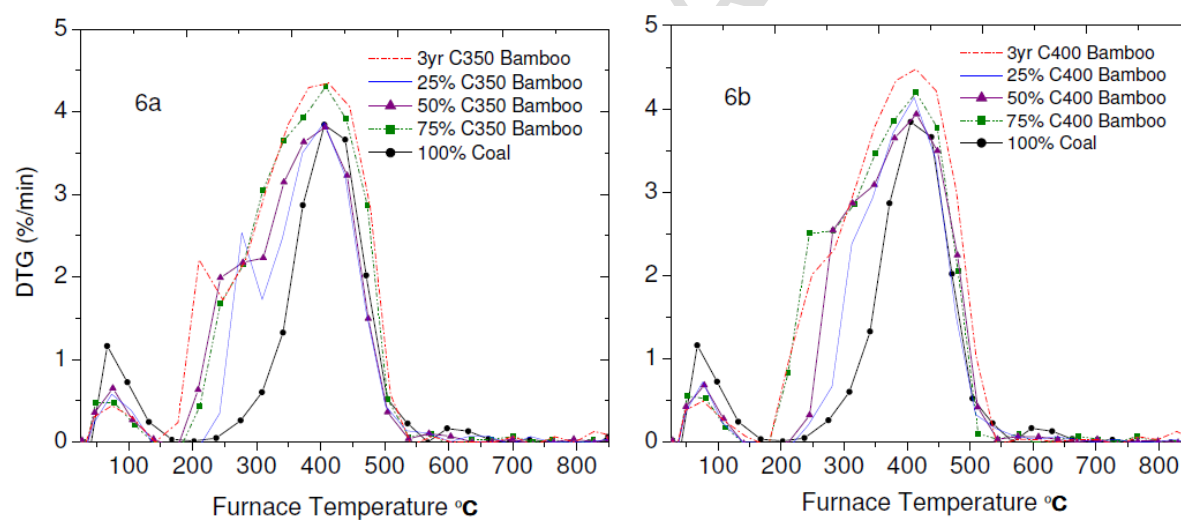 6a
3yr C350 Bamboo
25% C350 Bamboo
50% C350 Bamboo
75% C350 Bamboo
100% Coal
DTG (%/min)
5
4
3
2
1
0
100 200 300 400 500 600 700 800
Furnace Temperature °C
6b
3yr C400 Bamboo
25% C400 Bamboo
50% C400 Bamboo
75% C400 Bamboo
100% Coal
5
4
3
2
1
0
100 200 300 400 500 600 700 800
Furnace Temperature °C